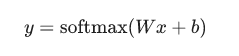 y = softmax(Wx + b)